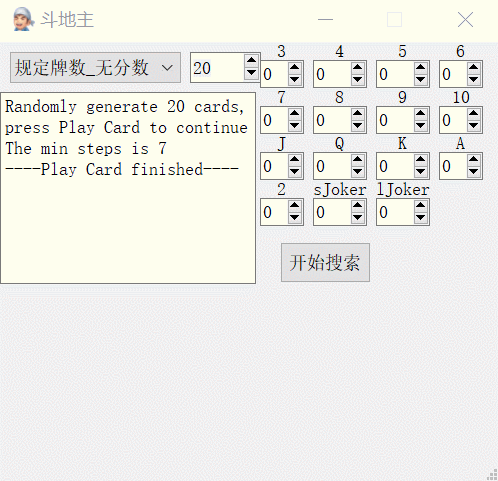 斗地主
规定牌数_无分数 20
Randomly generate 20 cards,
press Play Card to continue
The min steps is 7
----Play Card finished----
3 4 5 6
0 0 0 0
7 8 9 10
0 0 0 0
J Q K A
0 0 0 0
2 sJoker lJoker
0 0 0
开始搜索